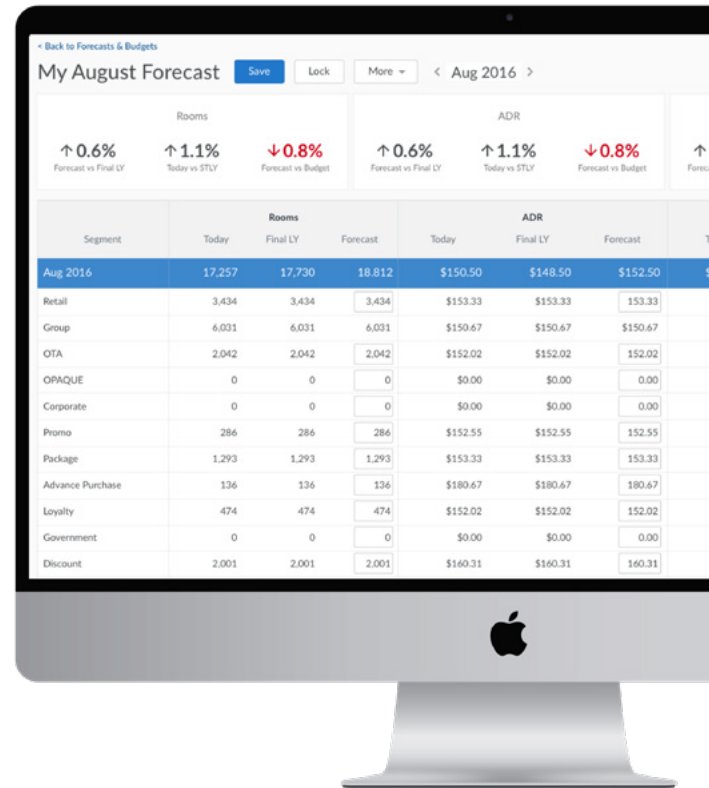 < Back to Forecasts & Budgets
My August Forecast Save Lock More < Aug 2016 >
Rooms ADR
↑ 0.6% ↑ 1.1% ↓ 0.8% ↑ 0.6% ↑ 1.1% ↓ 0.8% ↑
Forecast vs Final LY Today vs STLY Forecast vs Budget Forecast vs Final LY Today vs STLY Forecast vs Budget
Rooms ADR
Segment Today Final LY Forecast Today Final LY Forecast
Aug 2016 17,257 17,730 18.812 $150.50 $148.50 $152.50 $
Retail 3,434 3,434 3,434 $153.33 $153.33 153.33
Group 6,031 6,031 6,031 $150.67 $150.67 $150.67
OTA 2,042 2,042 2,042 $152.02 $152.02 152.02
OPAQUE 0 0 0 $0.00 $0.00 0.00
Corporate 0 0 0 $0.00 $0.00 0.00
Promo 286 286 286 $152.55 $152.55 152.55
Package 1,293 1,293 1,293 $153.33 $153.33 153.33
Advance Purchase 136 136 136 $180.67 $180.67 180.67
Loyalty 474 474 474 $152.02 $152.02 152.02
Government 0 0 0 $0.00 $0.00 0.00
Discount 2,001 2,001 2,001 $160.31 $160.31 160.31